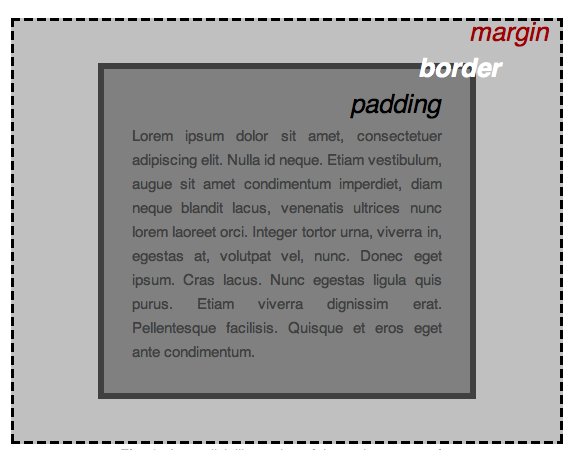 margin
border
padding
Lorem ipsum dolor sit amet, consectetuer
adipiscing elit. Nulla id neque. Etiam vestibulum,
augue sit amet condimentum imperdiet, diam
neque blandit lacus, venenatis ultrices nunc
lorem laoreet orci. Integer tortor urna, viverra in,
egestas at, volutpat vel, nunc. Donec eget
ipsum. Cras lacus. Nunc egestas ligula quis
purus. Etiam viverra dignissim erat.
Pellentesque facilisis. Quisque et eros eget
ante condimentum.